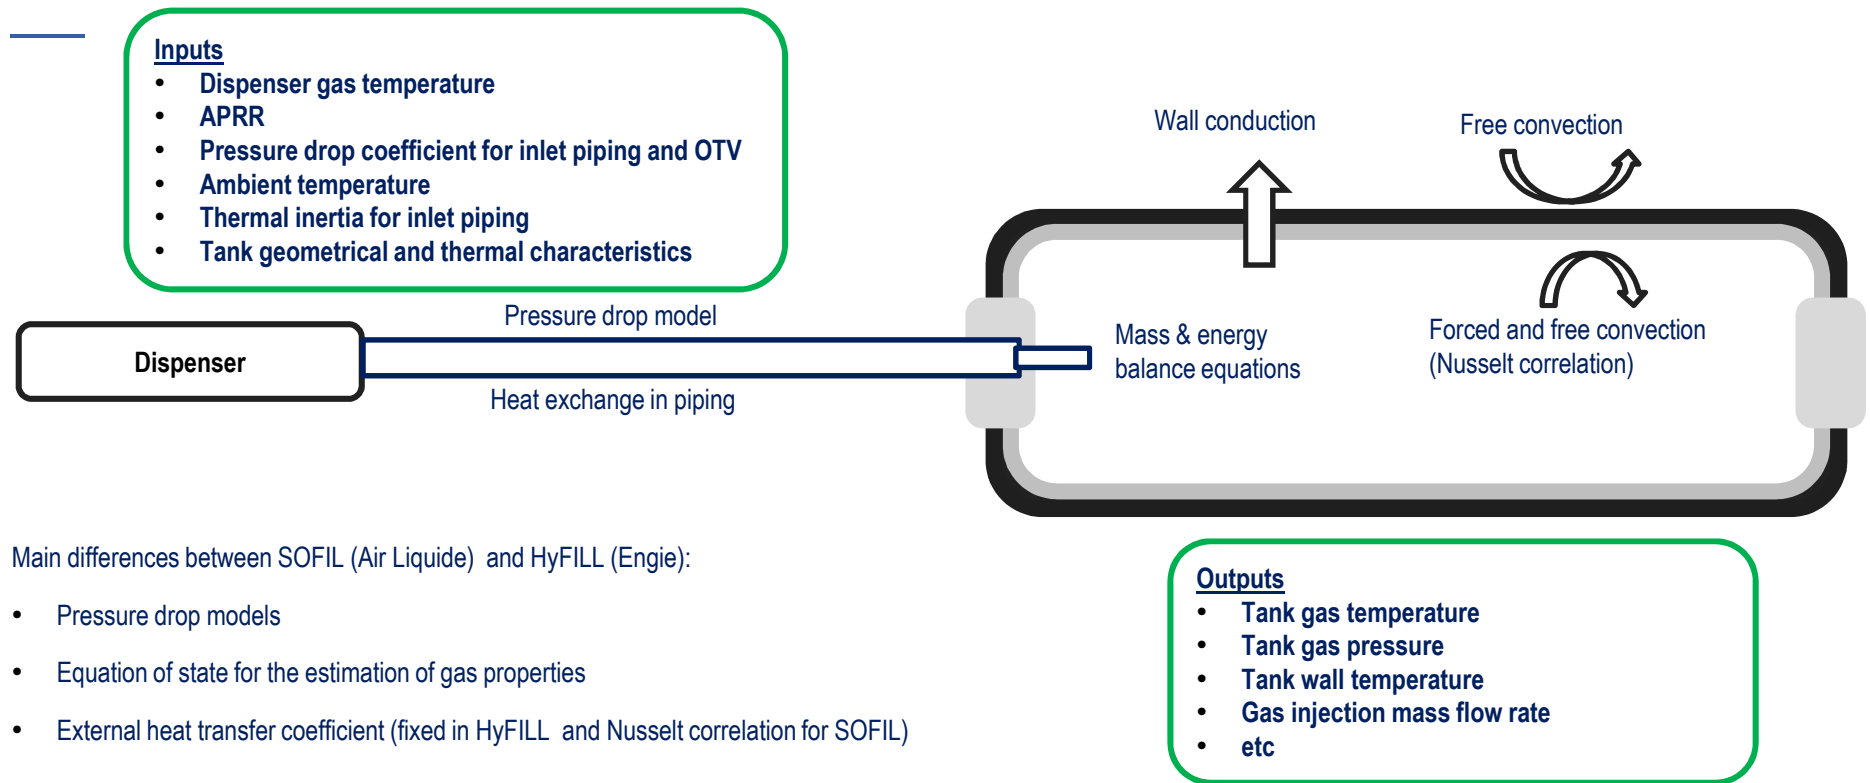 Inputs
• Dispenser gas temperature
• APRR
• Pressure drop coefficient for inlet piping and OTV
• Ambient temperature
• Thermal inertia for inlet piping
• Tank geometrical and thermal characteristics
Wall conduction
Free convection
Pressure drop model
Dispenser
Heat exchange in piping
Mass & energy
balance equations
Forced and free convection
(Nusselt correlation)
Main differences between SOFIL (Air Liquide) and HyFILL (Engie):
• Pressure drop models
• Equation of state for the estimation of gas properties
• External heat transfer coefficient (fixed in HyFILL and Nusselt correlation for SOFIL)
Outputs
• Tank gas temperature
• Tank gas pressure
• Tank wall temperature
• Gas injection mass flow rate
• etc